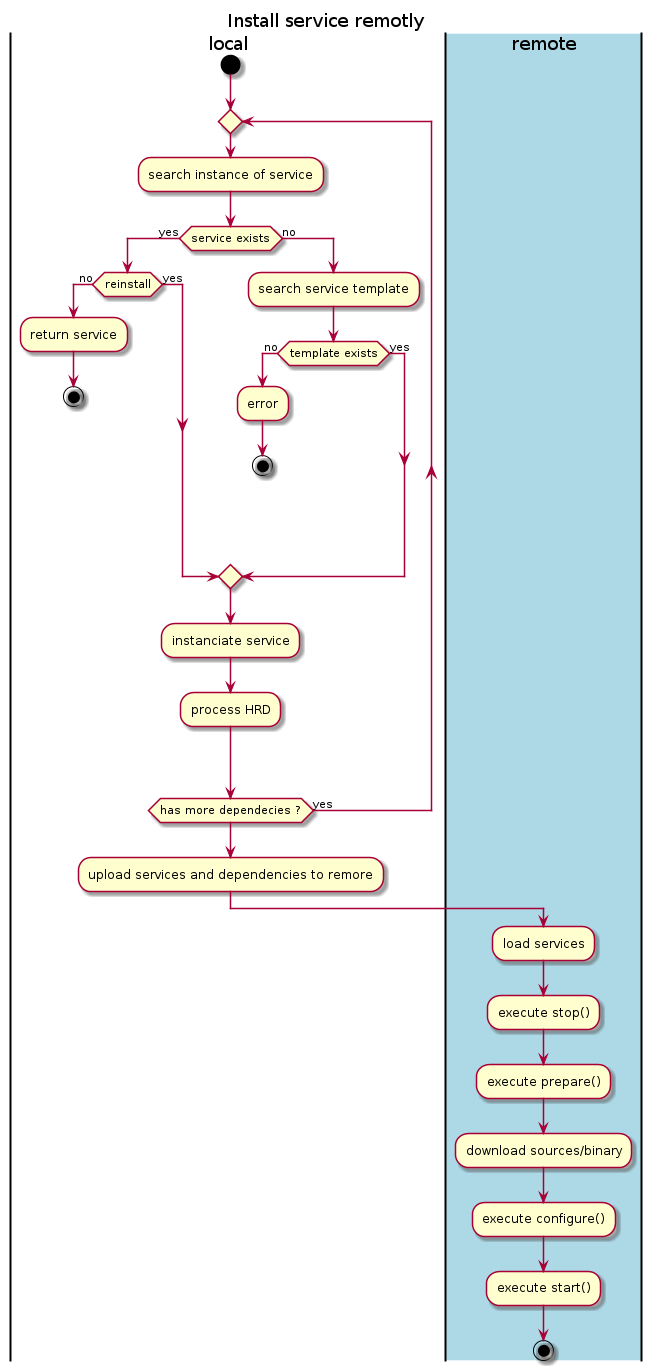 Install service remotly
local
remote
search instance of service
yes
service exists
no
no
reinstall
yes
search service template
return service
no
template exists
yes
error
instanciate service
process HRD
has more dependecies ?
yes
upload services and dependencies to remore
load services
execute stop()
execute prepare()
download sources/binary
execute configure()
execute start()